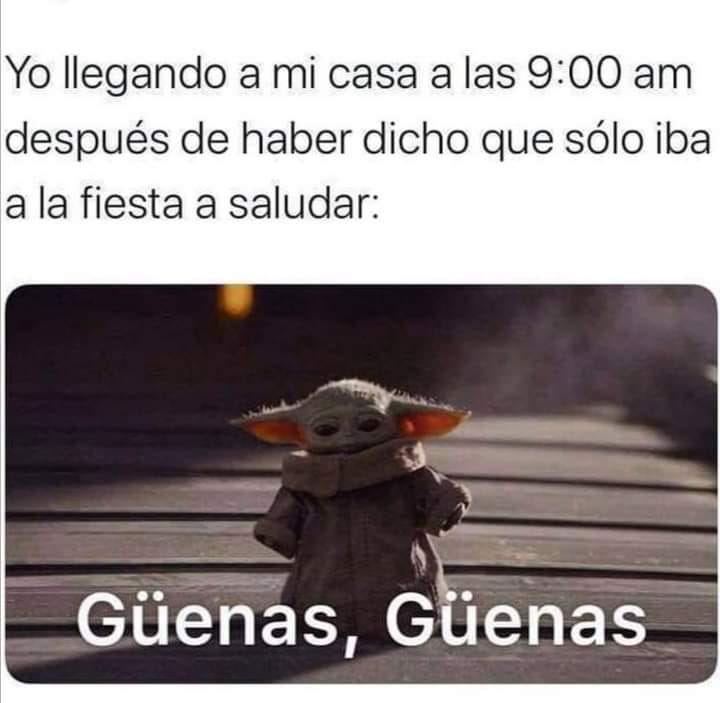 Yo llegando a mi casa a las 9:00 am
después de haber dicho que sólo iba
a la fiesta a saludar:
Güenas, Güenas